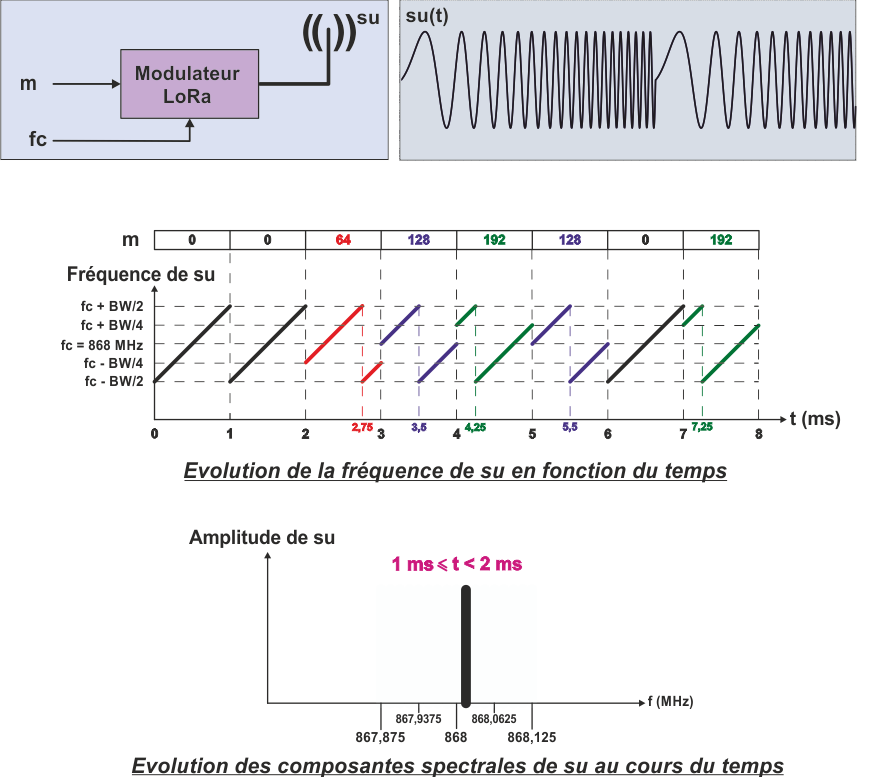 su
m
Modulateur
LoRa
fc
su(t)
m 0 0 64 128 192 128 0 192
Fréquence de su
fc + BW/2
fc + BW/4
fc = 868 MHz
fc - BW/4
fc - BW/2
t (ms)
0 1 2 2,75 3 3,5 4 4,25 5 5,5 6 7 7,25 8
Evolution de la fréquence de su en fonction du temps
Amplitude de su
1 ms ⩽ t < 2 ms
f (MHz)
867,9375 868,0625
867,875 868 868,125
Evolution des composantes spectrales de su au cours du temps